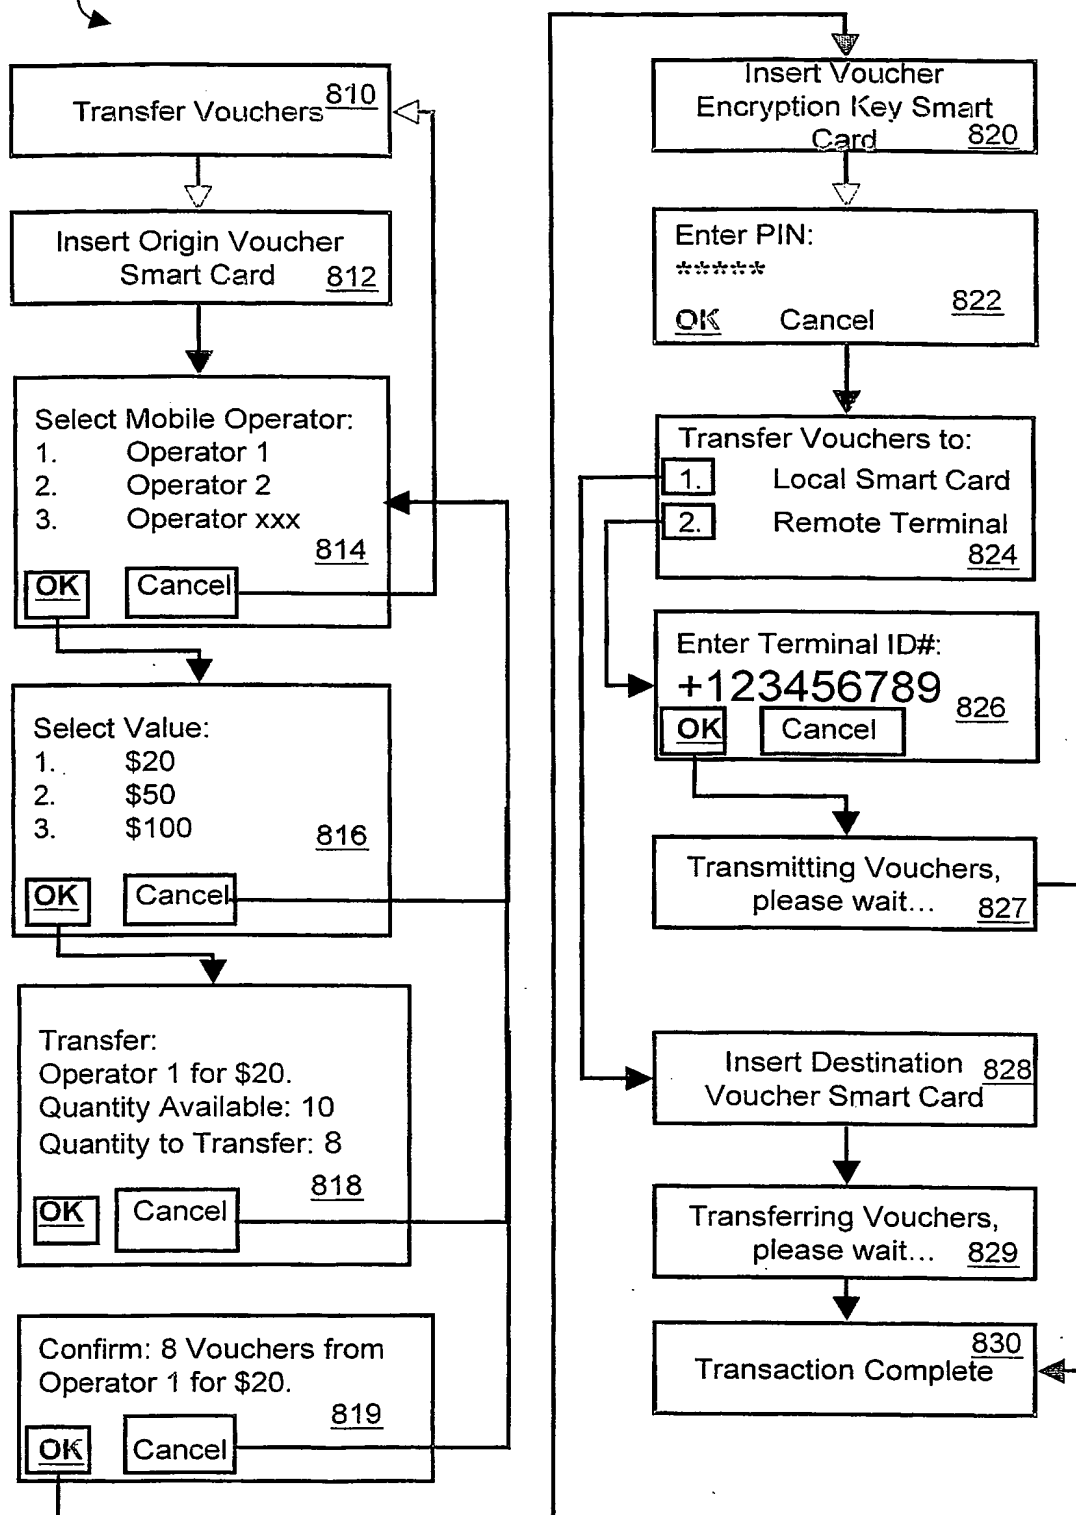 Transfer Vouchers 810
Insert Origin Voucher
Smart Card 812
Select Mobile Operator:
1. Operator 1
2. Operator 2
3. Operator xxx
814
OK Cancel
Select Value:
1. $20
2. $50
3. $100
816
OK Cancel
Transfer:
Operator 1 for $20.
Quantity Available: 10
Quantity to Transfer: 8
818
OK Cancel
Confirm: 8 Vouchers from
Operator 1 for $20.
819
OK Cancel
Insert Voucher
Encryption Key Smart
Card 820
Enter PIN:
*****
822
OK Cancel
Transfer Vouchers to:
1. Local Smart Card
2. Remote Terminal
824
Enter Terminal ID#:
+123456789
826
OK Cancel
Transmitting Vouchers,
please wait... 827
Insert Destination 828
Voucher Smart Card
Transferring Vouchers,
please wait... 829
830
Transaction Complete